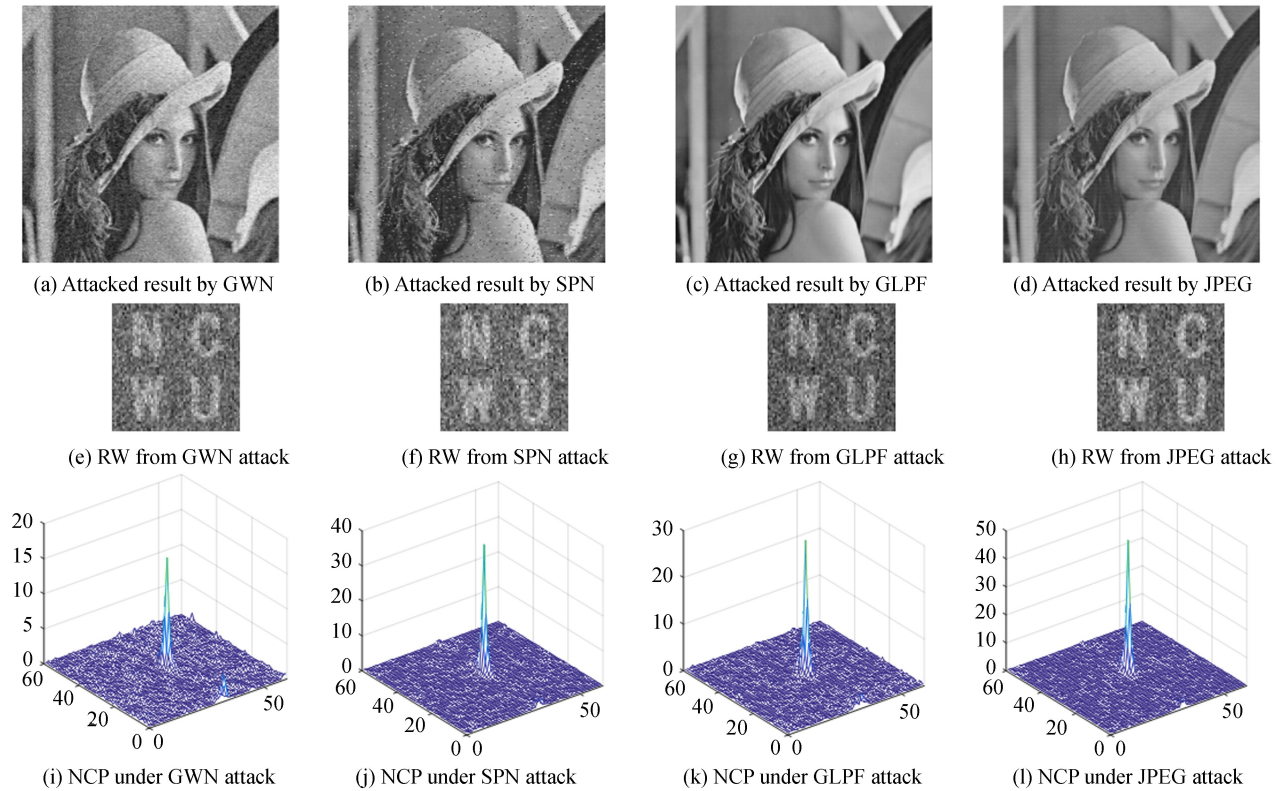 (a) Attacked result by GWN (b) Attacked result by SPN (c) Attacked result by GLPF (d) Attacked result by JPEG
N C N C N C N C
W U W U W U W U
(e) RW from GWN attack (f) RW from SPN attack (g) RW from GLPF attack (h) RW from JPEG attack
20 40 30 50
15 30 20 40
10 20 10 30
5 10 0 20
0 0 10
0
60 40 20 0 0 50
60 40 20 0 0 50
60 40 20 0 0 50
60 40 20 0 0 50
(i) NCP under GWN attack (j) NCP under SPN attack (k) NCP under GLPF attack (l) NCP under JPEG attack